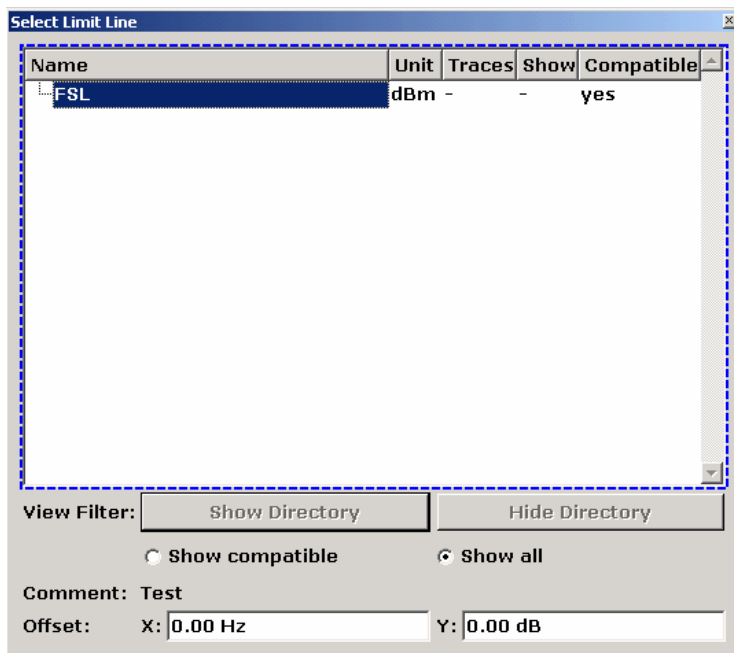 Select Limit Line
Name Unit Traces Show Compatible
FSL dBm - - yes
View Filter: Show Directory Hide Directory
Show compatible Show all
Comment: Test
Offset: X: 0.00 Hz Y: 0.00 dB